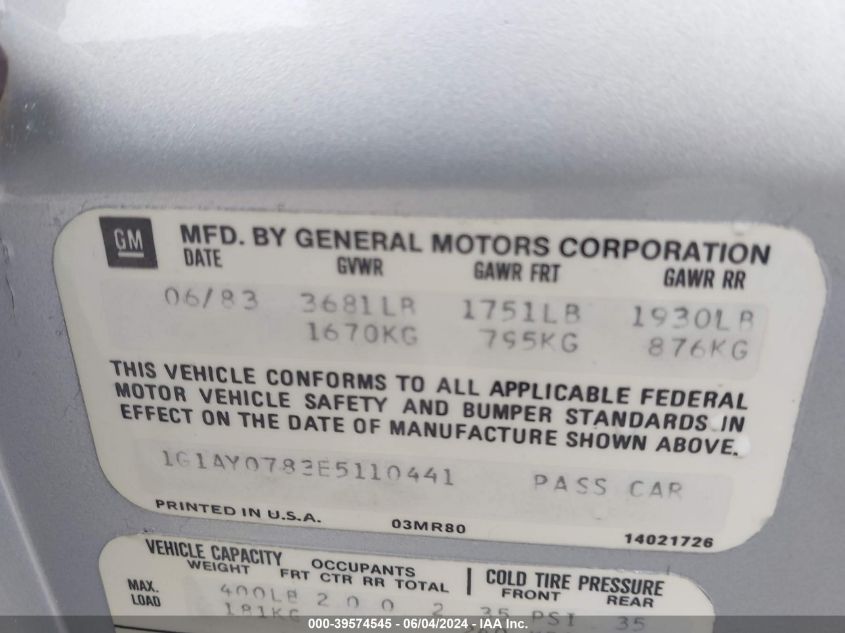 GM MFD. BY GENERAL MOTORS CORPORATION
DATE GVWR GAWR FRT GAWR RR
06/83 3681LB 1751LB 1930LB
1670KG 795KG 876KG
THIS VEHICLE CONFORMS TO ALL APPLICABLE FEDERAL
MOTOR VEHICLE SAFETY AND BUMPER STANDARDS IN
EFFECT ON THE DATE OF MANUFACTURE SHOWN ABOVE.
1G1AY0783E5110441 PASS CAR
PRINTED IN U.S.A. 03MR80 14021726
VEHICLE CAPACITY OCCUPANTS COLD TIRE PRESSURE
WEIGHT FRT CTR RR TOTAL FRONT REAR
MAX. LOAD 400LB 2 0 0 2 35 PSI 35
181KG
000-39574545 - 06/04/2024 - IAA Inc.